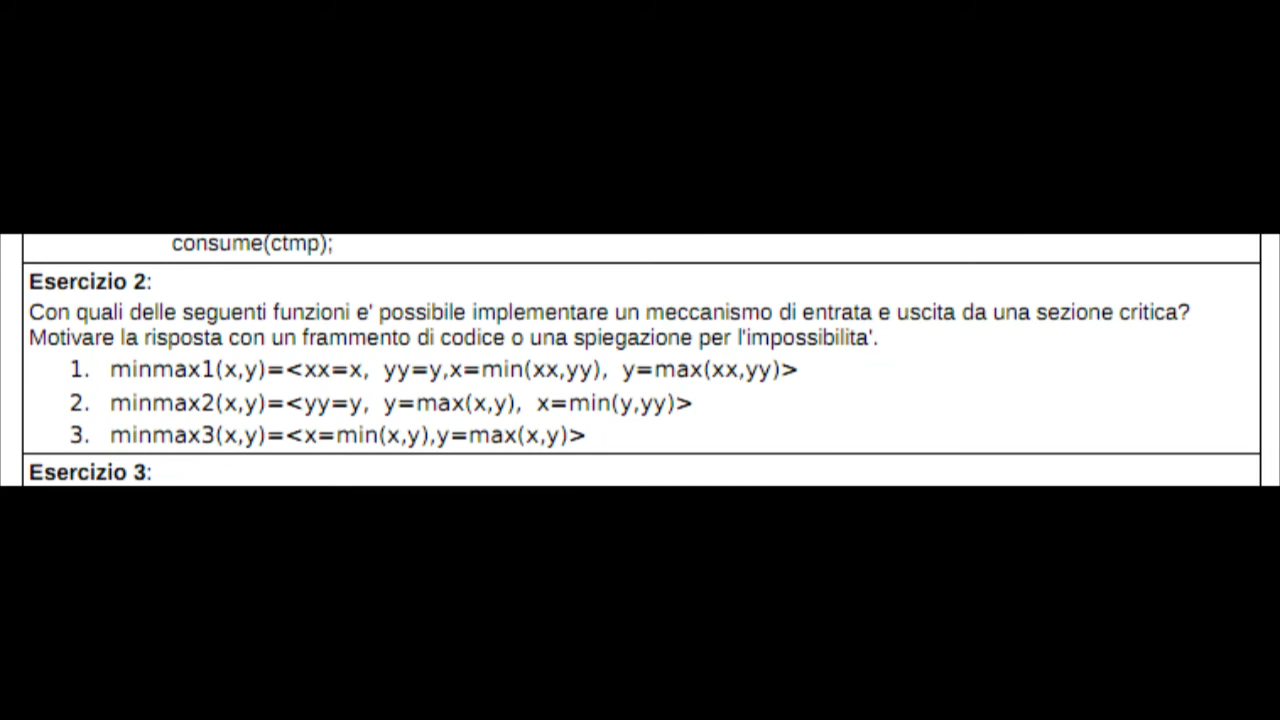 consume(ctmp);
Esercizio 2:
Con quali delle seguenti funzioni e' possibile implementare un meccanismo di entrata e uscita da una sezione critica?
Motivare la risposta con un frammento di codice o una spiegazione per l'impossibilita'.
1. minmax1(x,y)=<xx=x, yy=y,x=min(xx,yy), y=max(xx,yy)>
2. minmax2(x,y)=<yy=y, y=max(x,y), x=min(y,yy)>
3. minmax3(x,y)=<x=min(x,y),y=max(x,y)>
Esercizio 3: